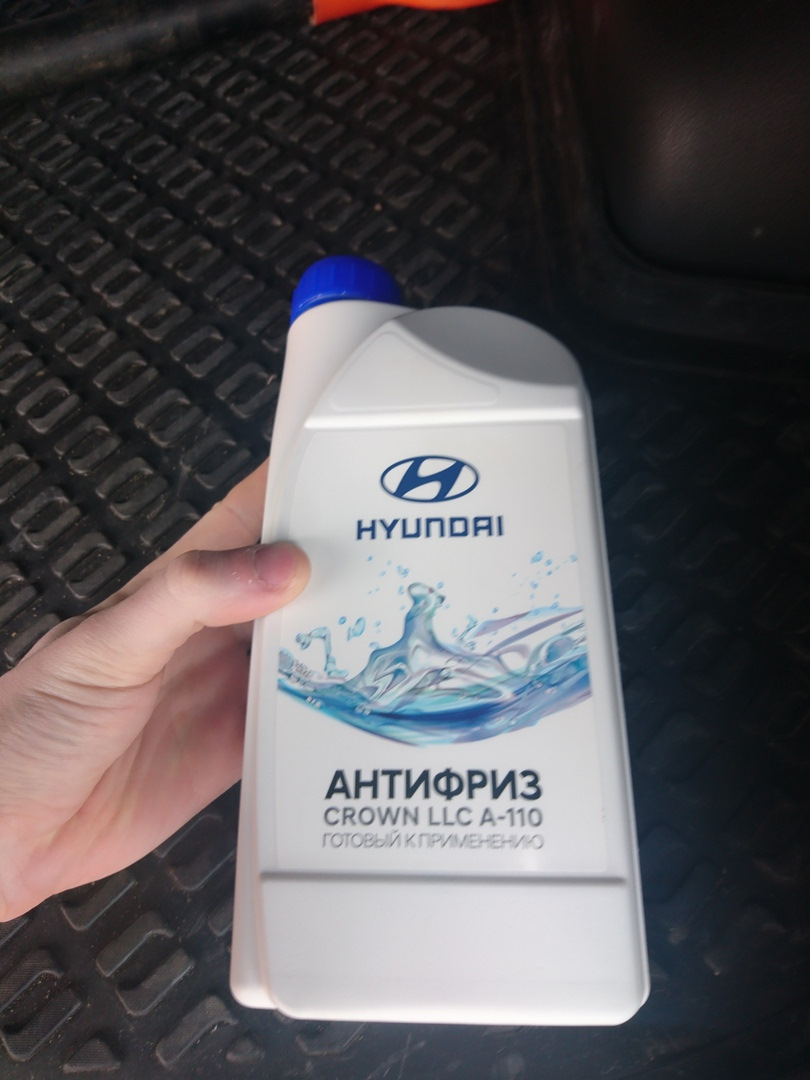 HYUNDAI
АНТИФРИЗ
CROWN LLC A-110
ГОТОВЫЙ К ПРИМЕНЕНИЮ